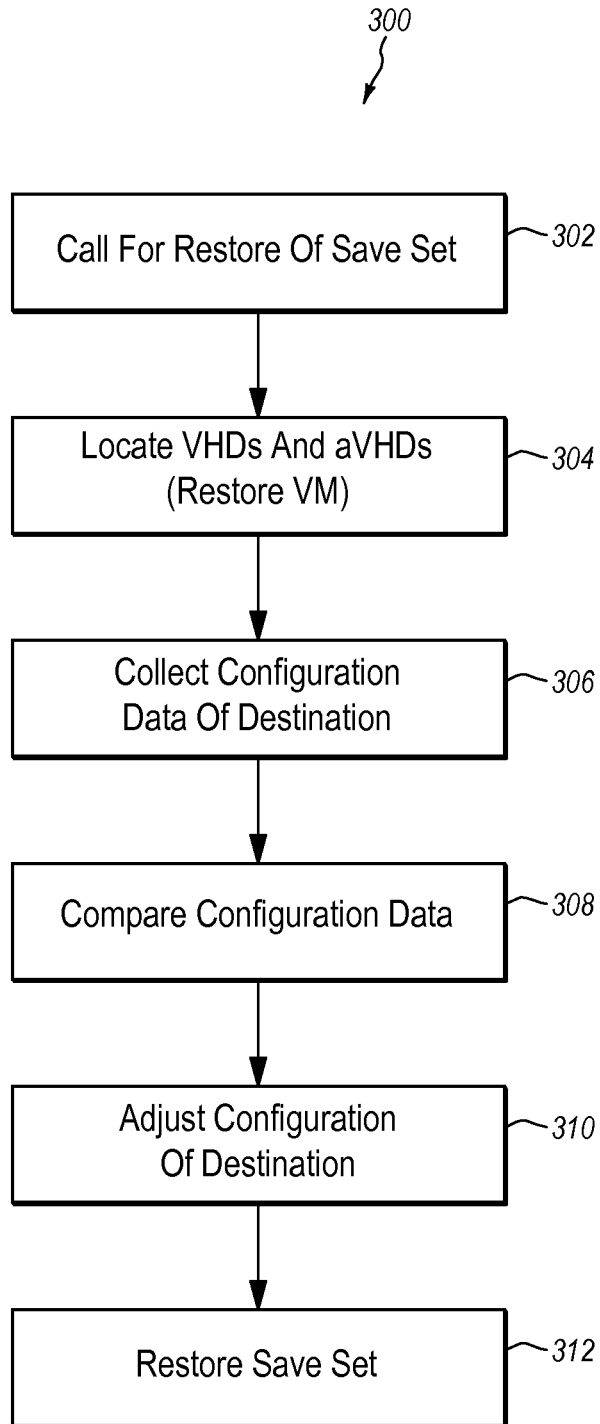 300
Call For Restore Of Save Set
302
Locate VHDs And aVHDs
(Restore VM)
304
Collect Configuration
Data Of Destination
306
Compare Configuration Data
308
Adjust Configuration
Of Destination
310
Restore Save Set
312